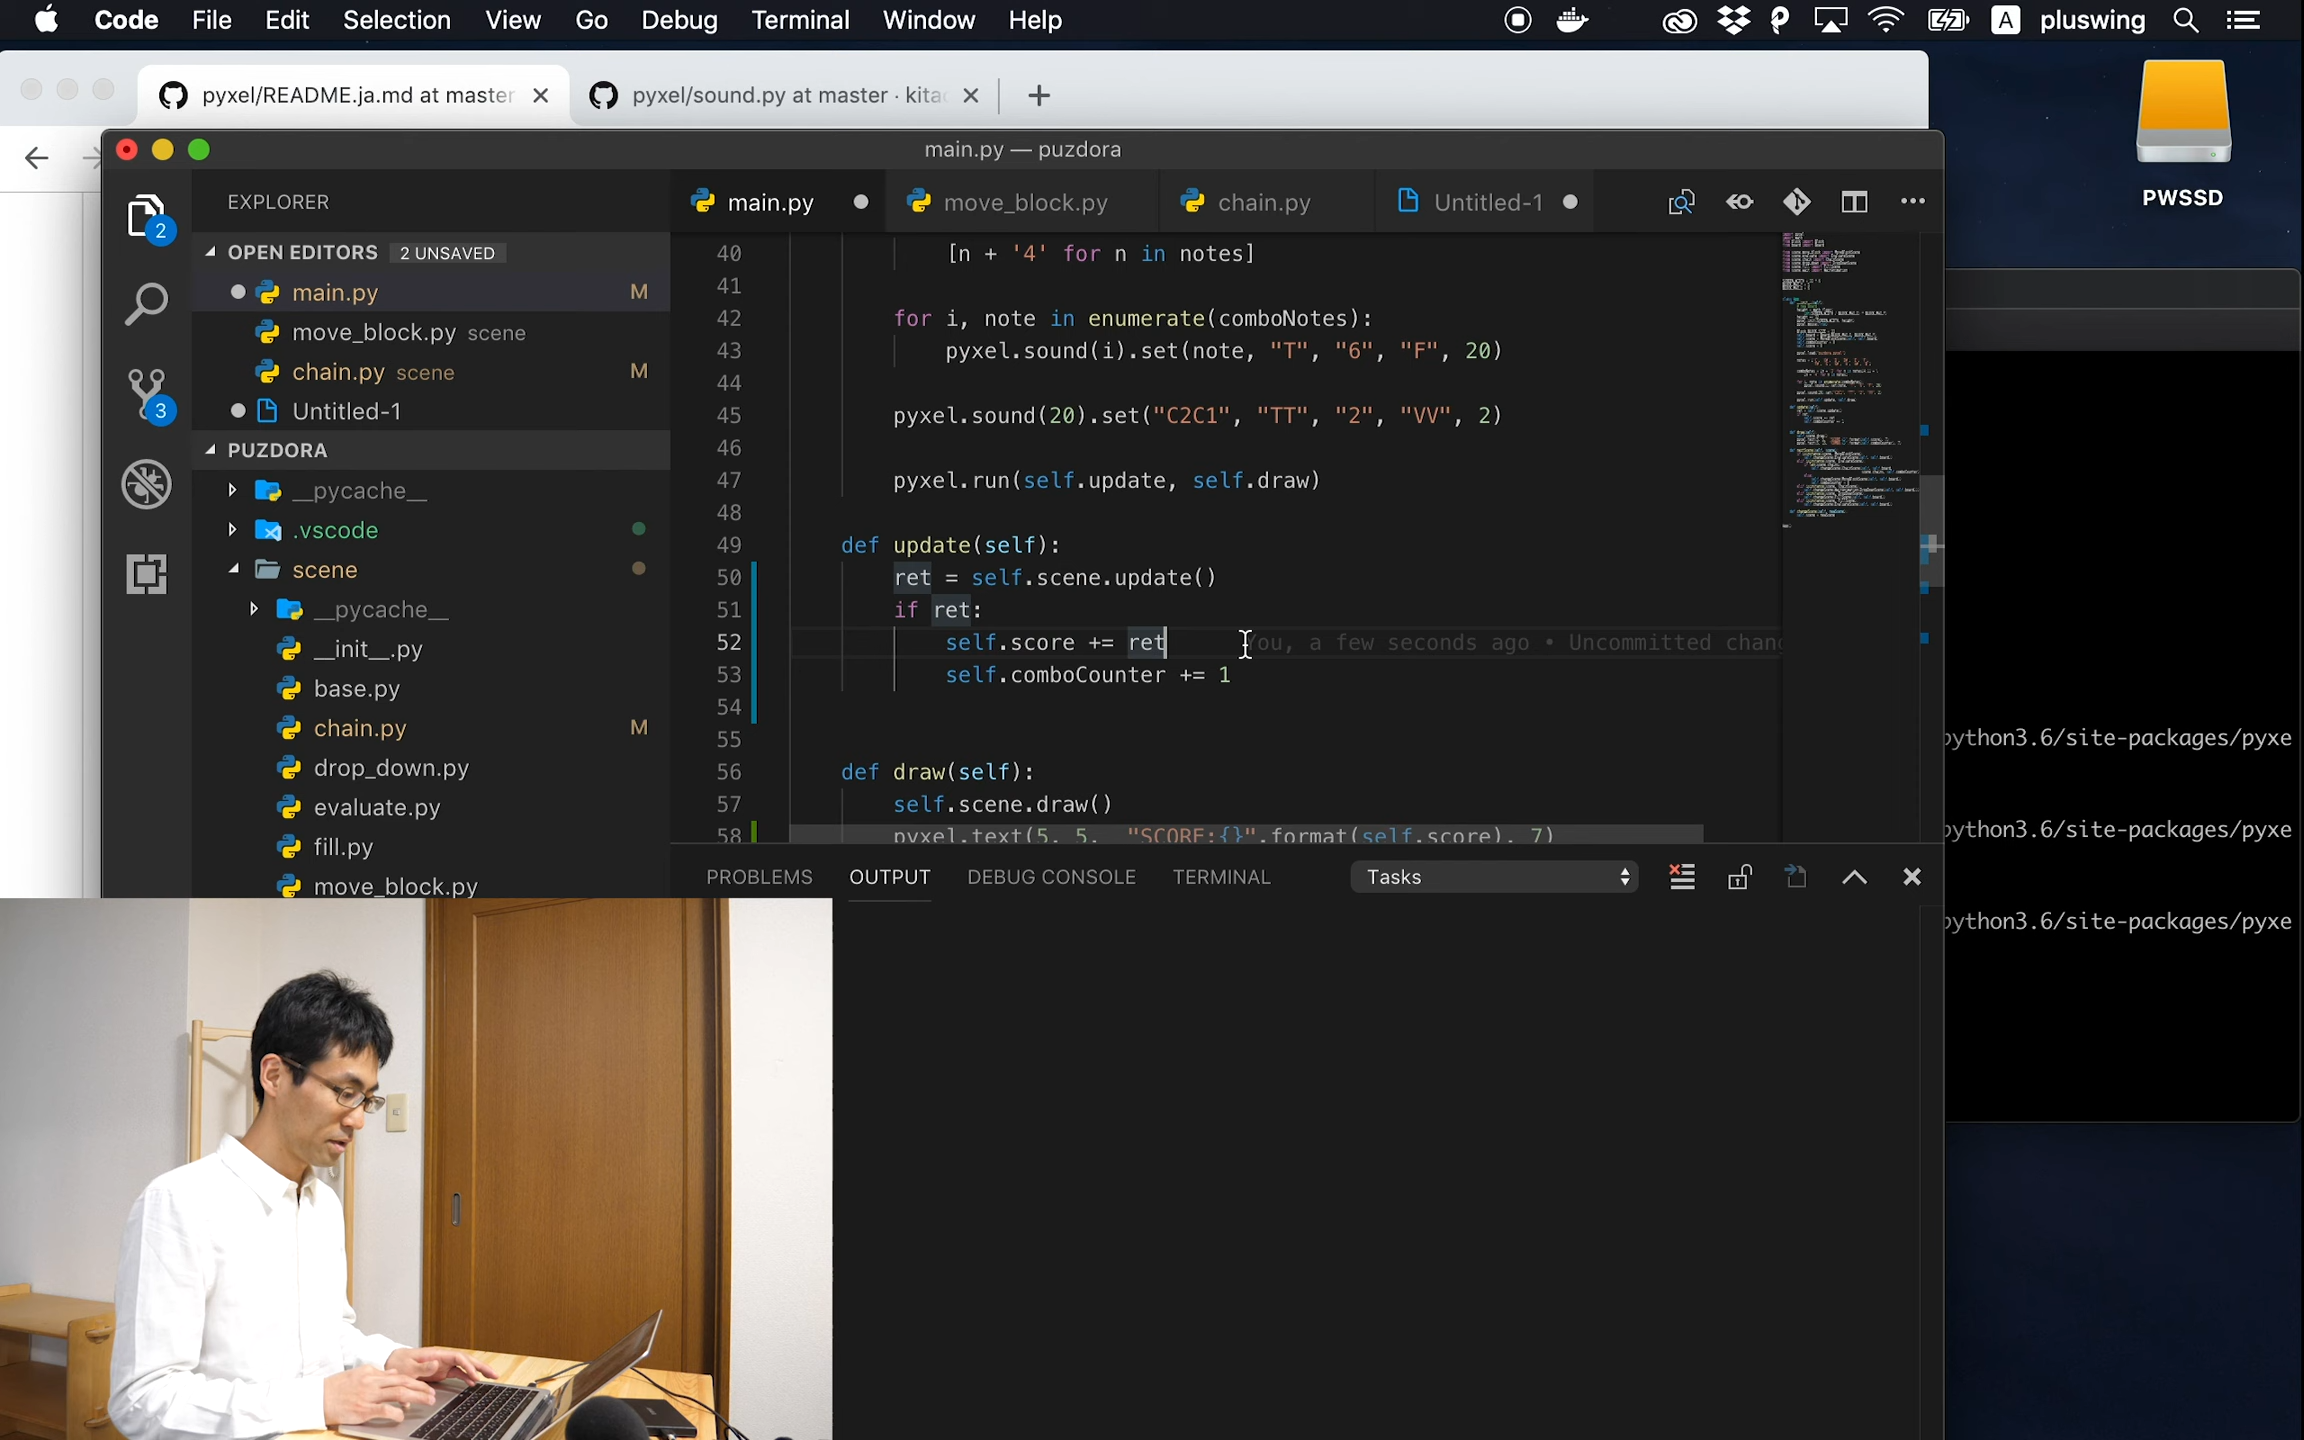 Code File Edit Selection View Go Debug Terminal Window Help
A pluswing
pyxel/README.ja.md at master
pyxel/sound.py at master · kita
PWSSD
main.py — puzdora
EXPLORER
OPEN EDITORS 2 UNSAVED
main.py M
move_block.py scene
chain.py scene M
Untitled-1
PUZDORA
__pycache__
.vscode
scene
__pycache__
__init__.py
base.py
chain.py M
drop_down.py
evaluate.py
fill.py
move_block.py
2
3
main.py
move_block.py
chain.py
Untitled-1
40 [n + '4' for n in notes]
41
42 for i, note in enumerate(comboNotes):
43 pyxel.sound(i).set(note, "T", "6", "F", 20)
44
45 pyxel.sound(20).set("C2C1", "TT", "2", "VV", 2)
46
47 pyxel.run(self.update, self.draw)
48
49 def update(self):
50 ret = self.scene.update()
51 if ret:
52 self.score += ret You, a few seconds ago • Uncommitted chang
53 self.comboCounter += 1
54
55
56 def draw(self):
57 self.scene.draw()
58 pyxel.text(5, 5, "SCORE:{}".format(self.score), 7)
PROBLEMS OUTPUT DEBUG CONSOLE TERMINAL Tasks
python3.6/site-packages/pyxe
python3.6/site-packages/pyxe
python3.6/site-packages/pyxe